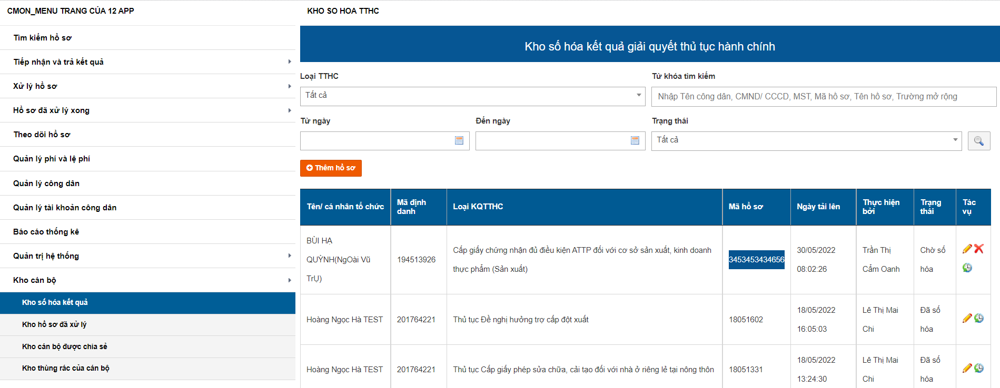 CMON_MENU TRANG CỦA 12 APP
Tìm kiếm hồ sơ
Tiếp nhận và trả kết quả
Xử lý hồ sơ
Hồ sơ đã xử lý xong
Theo dõi hồ sơ
Quản lý phí và lệ phí
Quản lý công dân
Quản lý tài khoản công dân
Báo cáo thống kê
Quản trị hệ thống
Kho cán bộ
Kho số hóa kết quả
Kho hồ sơ đã xử lý
Kho cán bộ được chia sẻ
Kho thùng rác của cán bộ
KHO SO HOA TTHC
Kho số hóa kết quả giải quyết thủ tục hành chính
Loại TTHC
Từ khóa tìm kiếm
Tất cả
Nhập Tên công dân, CMND/ CCCD, MST, Mã hồ sơ, Tên hồ sơ, Trường mở rộng
Từ ngày
Đến ngày
Trạng thái
Tất cả
Thêm hồ sơ
Tên/ cá nhân tổ chức
Mã định
danh
Loại KQTTHC
Mã hồ sơ
Ngày tải lên
Thực hiện
bởi
Trạng
thái
Tác
vụ
BÙI HẠ
QUỲNH(NgOài Vũ
TrỤ)
194513926
Cấp giấy chứng nhận đủ điều kiện ATTP đối với cơ sở sản xuất, kinh doanh
thực phẩm (Sản xuất)
3453453434656
30/05/2022
08:02:26
Trần Thị
Cẩm Oanh
Chờ số
hóa
Hoàng Ngọc Hà TEST
201764221
Thủ tục Đề nghị hưởng trợ cấp đột xuất
18051602
18/05/2022
16:05:03
Lê Thị Mai
Chi
Đã số
hóa
Hoàng Ngọc Hà TEST
201764221
Thủ tục Cấp giấy phép sửa chữa, cải tạo đối với nhà ở riêng lẻ tại nông thôn
18051331
18/05/2022
13:24:30
Lê Thị Mai
Chi
Đã số
hóa